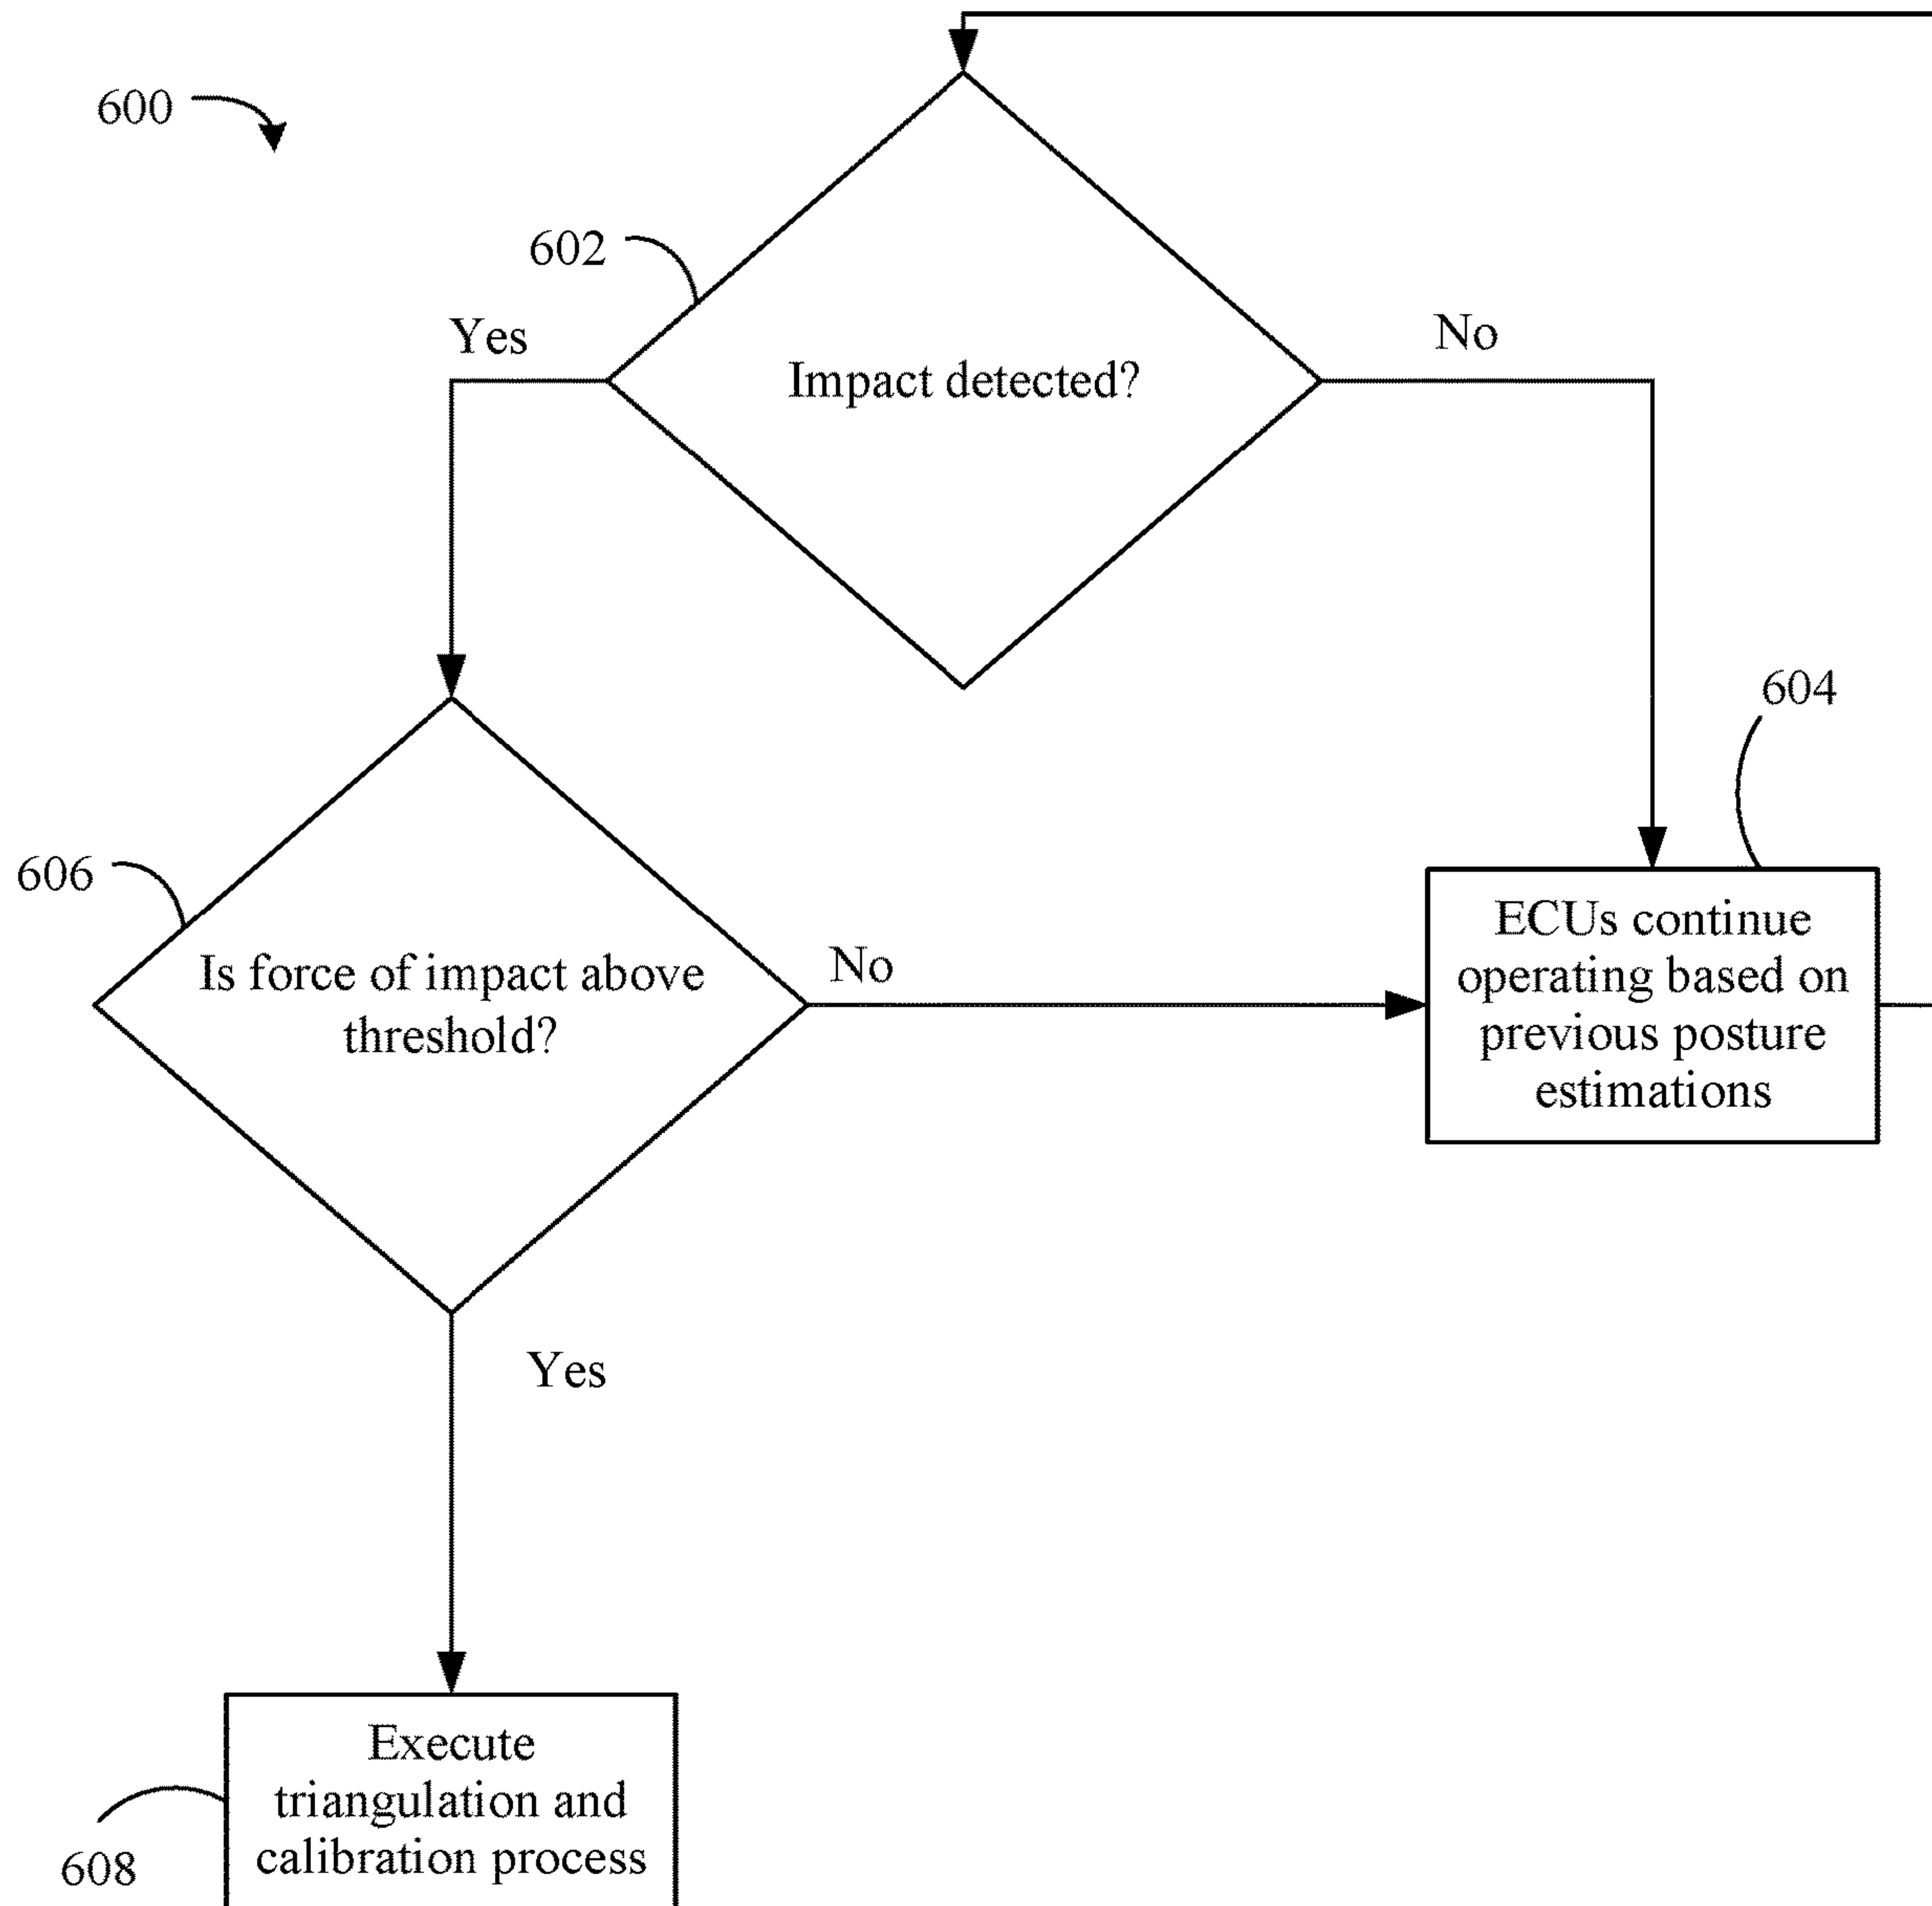 600
602
Yes
No
Impact detected?
604
606
Is force of impact above
threshold?
No
ECUs continue
operating based on
previous posture
estimations
Yes
Execute
triangulation and
calibration process
608